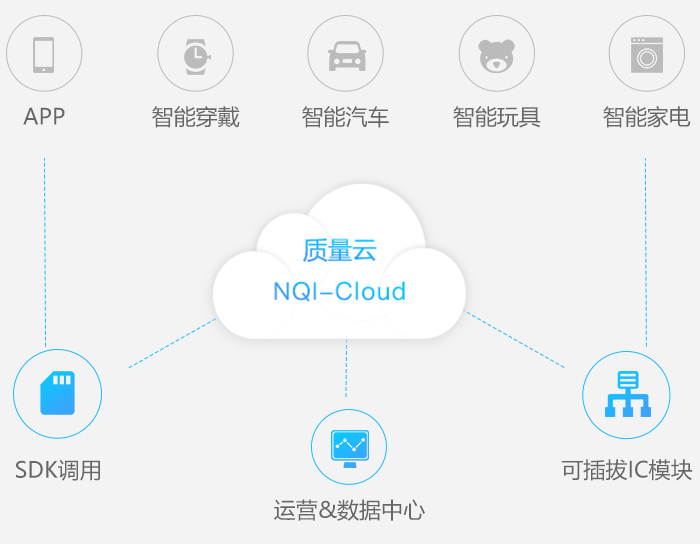 APP
智能穿戴
智能汽车
智能玩具
智能家电
质量云
NQI-Cloud
SDK调用
可插拔IC模块
运营&数据中心